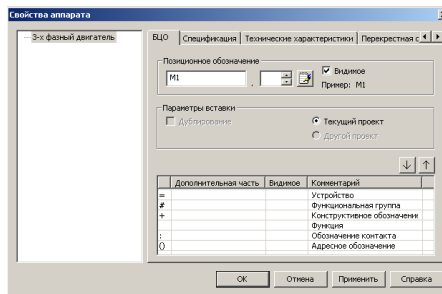 Свойства аппарата
3-х фазный двигатель
БЦО Спецификация Технические характеристики Перекрестная с
Позиционное обозначение
M1 . Видимое
Пример: M1
Параметры вставки
Дублирование Текущий проект
Другой проект
Дополнительная часть Видимое Комментарий
= Устройство
# Функциональная группа
+ Конструктивное обозначение
Функция
: Обозначение контакта
() Адресное обозначение
OK Отмена Применить Справка